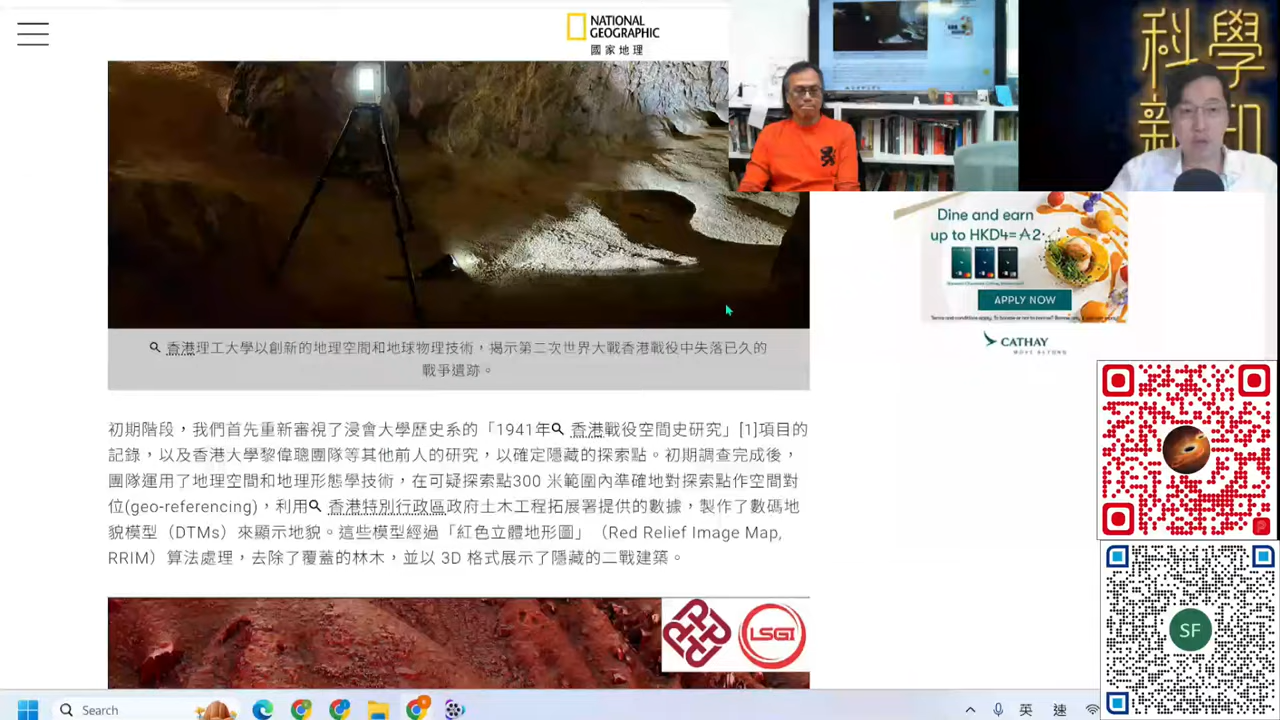 NATIONAL
GEOGRAPHIC
國家地理
科學
新知
Dine and earn
up to HKD4=A2
APPLY NOW
CATHAY
MOVE BEYONG
香港理工大學以創新的地理空間和地球物理技術，揭示第二次世界大戰香港戰役中失落已久的
戰爭遺跡。
初期階段，我們首先重新審視了浸會大學歷史系的「1941年香港戰役空間史研究」[1]項目的
記錄，以及香港大學黎偉聰團隊等其他前人的研究，以確定隱藏的探索點。初期調查完成後，
團隊運用了地理空間和地理形態學技術，在可疑探索點300 米範圍內準確地對探索點作空間對
位(geo-referencing)，利用香港特別行政區政府土木工程拓展署提供的數據，製作了數碼地
貌模型（DTMs）來顯示地貌。這些模型經過「紅色立體地形圖」（Red Relief Image Map,
RRIM）算法處理，去除了覆蓋的林木，並以 3D 格式展示了隱藏的二戰建築。
LSGI
SF
Search
英
速